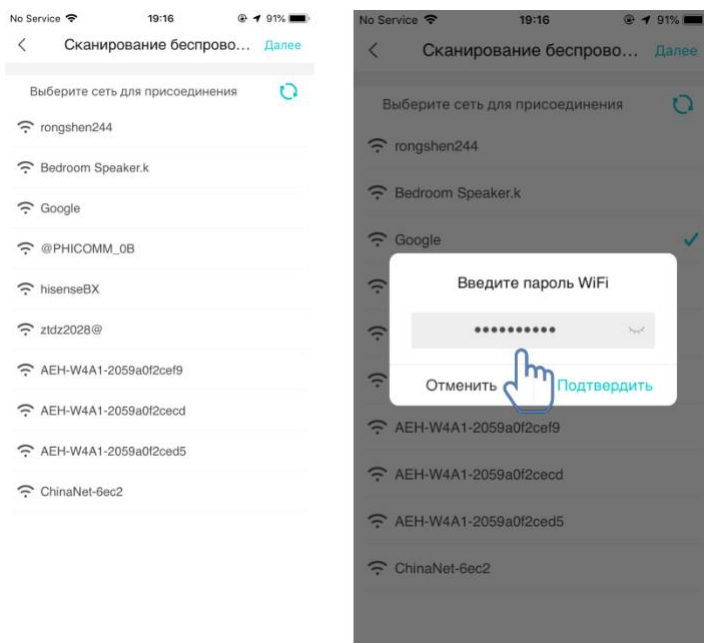 No Service 19:16 91%
Сканирование беспрово... Далее
Выберите сеть для присоединения
rongshen244
Bedroom Speaker.k
Google
@PHICOMM_0B
hisenseBX
ztdz2028@
AEH-W4A1-2059a0f2cef9
AEH-W4A1-2059a0f2cecd
AEH-W4A1-2059a0f2ced5
ChinaNet-6ec2
No Service 19:16 91%
Сканирование беспрово... Далее
Выберите сеть для присоединения
rongshen244
Bedroom Speaker.k
Google
Введите пароль WiFi
••••••••••
Отменить Подтвердить
AEH-W4A1-2059a0f2cef9
AEH-W4A1-2059a0f2cecd
AEH-W4A1-2059a0f2ced5
ChinaNet-6ec2